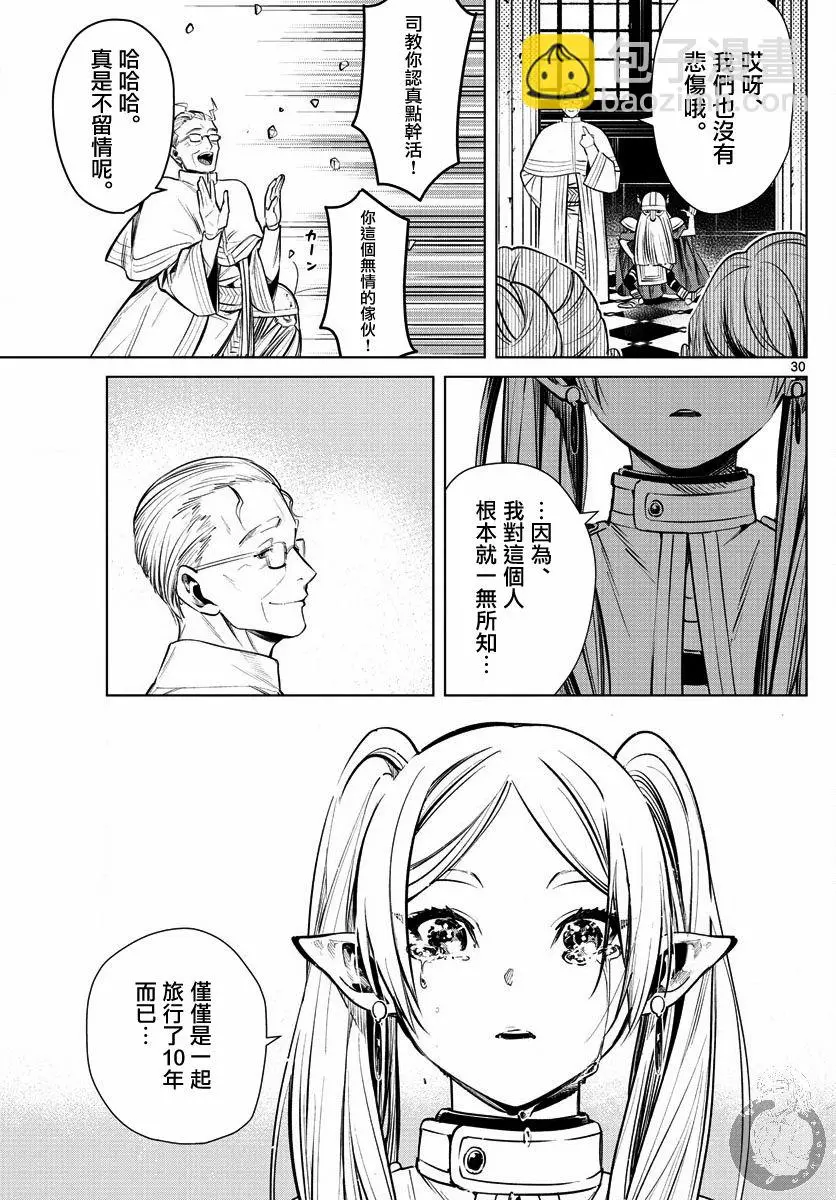 哎呀、
我們也沒有
悲傷哦。
包子漫畫
baozimh.com
司教你認真點幹活！
你這個無情的傢伙！
カーン
哈哈哈。
真是不留情呢。
30
…因為、
我對這個人
根本就一無所知…
僅僅是一起
旅行了10年
而已…